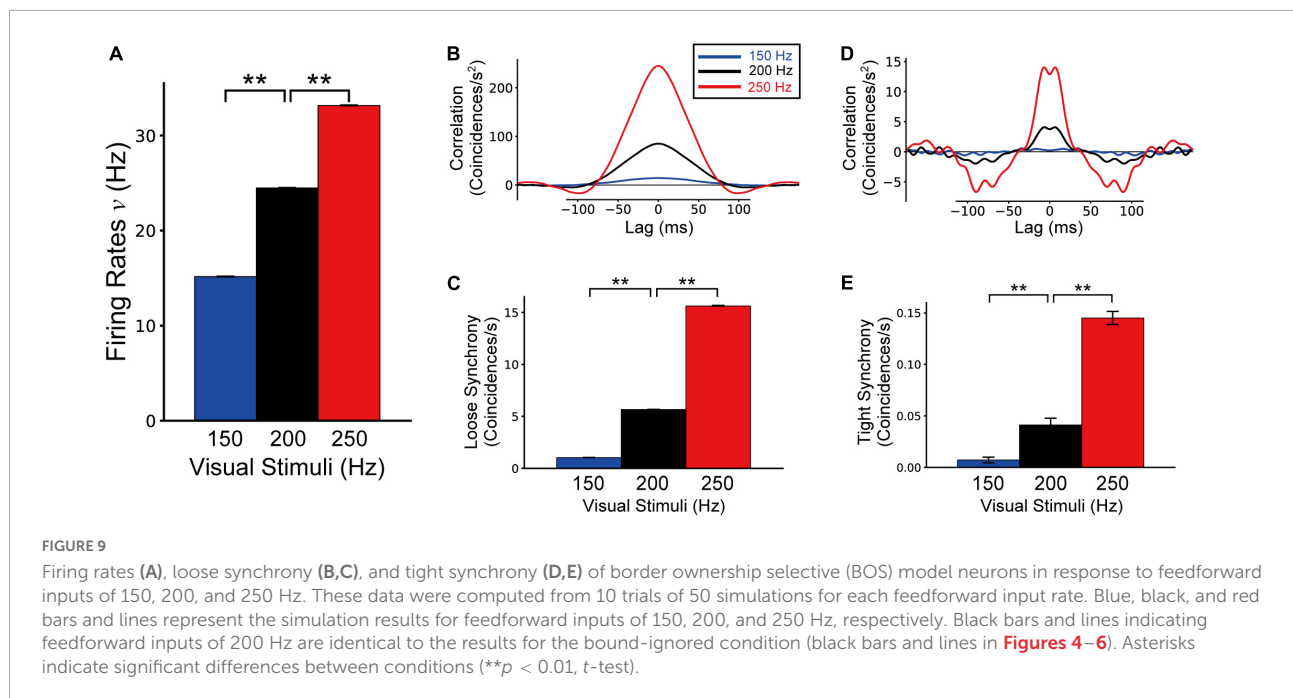 A
** **
Firing Rates ν (Hz)
30
20
10
0
150 200 250
Visual Stimuli (Hz)
B
150 Hz
200 Hz
250 Hz
Correlation
(Coincidences/s²)
200
100
0
−100 −50 0 50 100
Lag (ms)
D
Correlation
(Coincidences/s²)
15
10
5
0
−5
−100 −50 0 50 100
Lag (ms)
C
** **
Loose Synchrony
(Coincidences/s)
15
10
5
0
150 200 250
Visual Stimuli (Hz)
E
** **
Tight Synchrony
(Coincidences/s)
0.15
0.10
0.05
0.00
150 200 250
Visual Stimuli (Hz)
FIGURE 9
Firing rates (A), loose synchrony (B,C), and tight synchrony (D,E) of border ownership selective (BOS) model neurons in response to feedforward
inputs of 150, 200, and 250 Hz. These data were computed from 10 trials of 50 simulations for each feedforward input rate. Blue, black, and red
bars and lines represent the simulation results for feedforward inputs of 150, 200, and 250 Hz, respectively. Black bars and lines indicating
feedforward inputs of 200 Hz are identical to the results for the bound-ignored condition (black bars and lines in Figures 4–6). Asterisks
indicate significant differences between conditions (**p < 0.01, t-test).